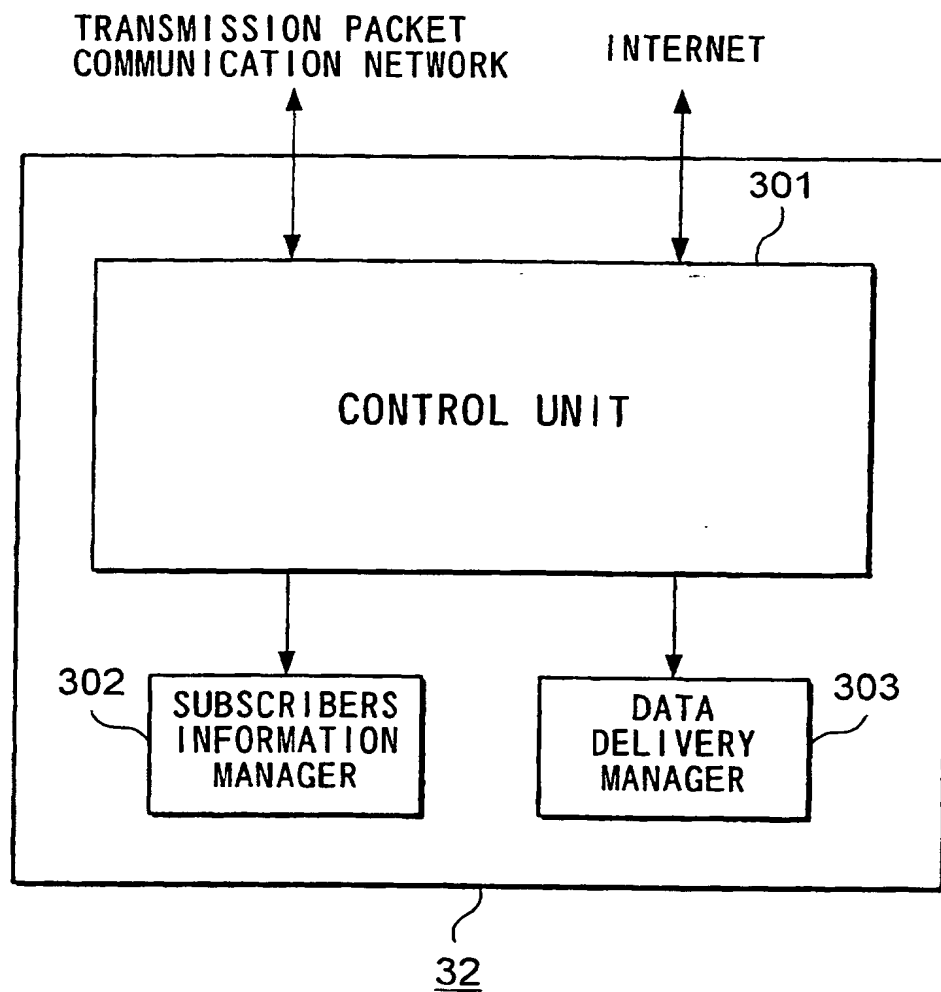 TRANSMISSION PACKET
COMMUNICATION NETWORK
INTERNET
301
CONTROL UNIT
302
SUBSCRIBERS
INFORMATION
MANAGER
DATA
DELIVERY
MANAGER
303
32